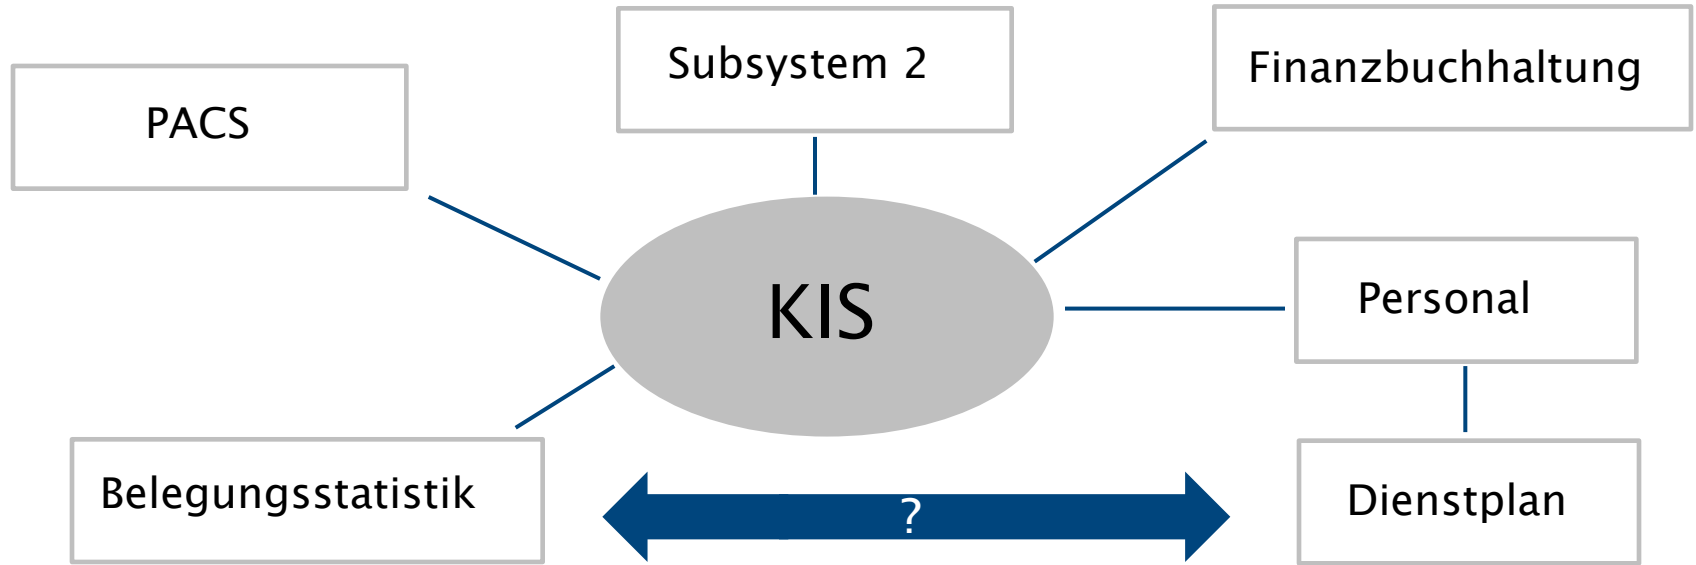 Subsystem 2
Finanzbuchhaltung
PACS
KIS
Personal
Belegungsstatistik
?
Dienstplan